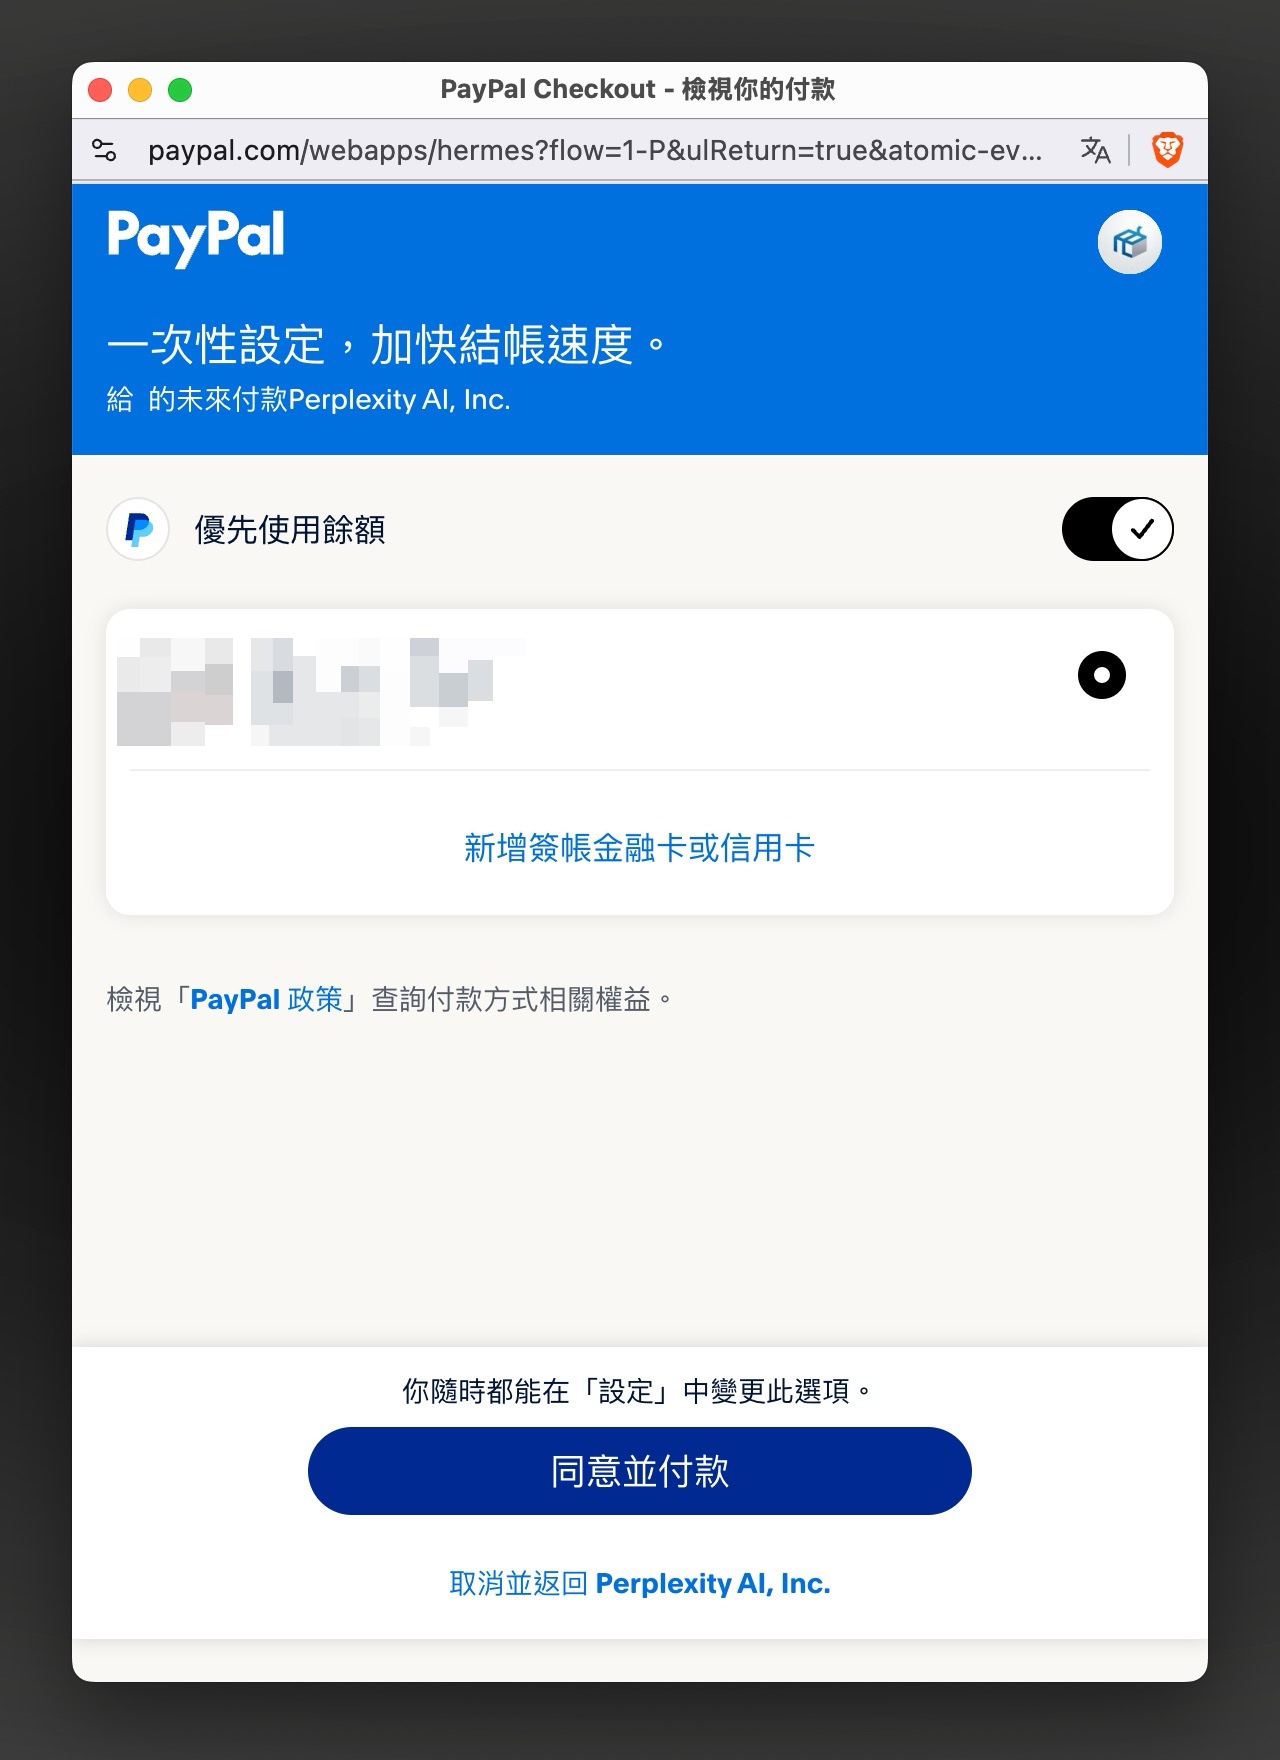 PayPal Checkout - 檢視你的付款
paypal.com/webapps/hermes?flow=1-P&ulReturn=true&atomic-ev...
PayPal
一次性設定，加快結帳速度。
給 的未來付款Perplexity AI, Inc.
優先使用餘額
新增簽帳金融卡或信用卡
檢視「PayPal 政策」查詢付款方式相關權益。
你隨時都能在「設定」中變更此選項。
同意並付款
取消並返回 Perplexity AI, Inc.